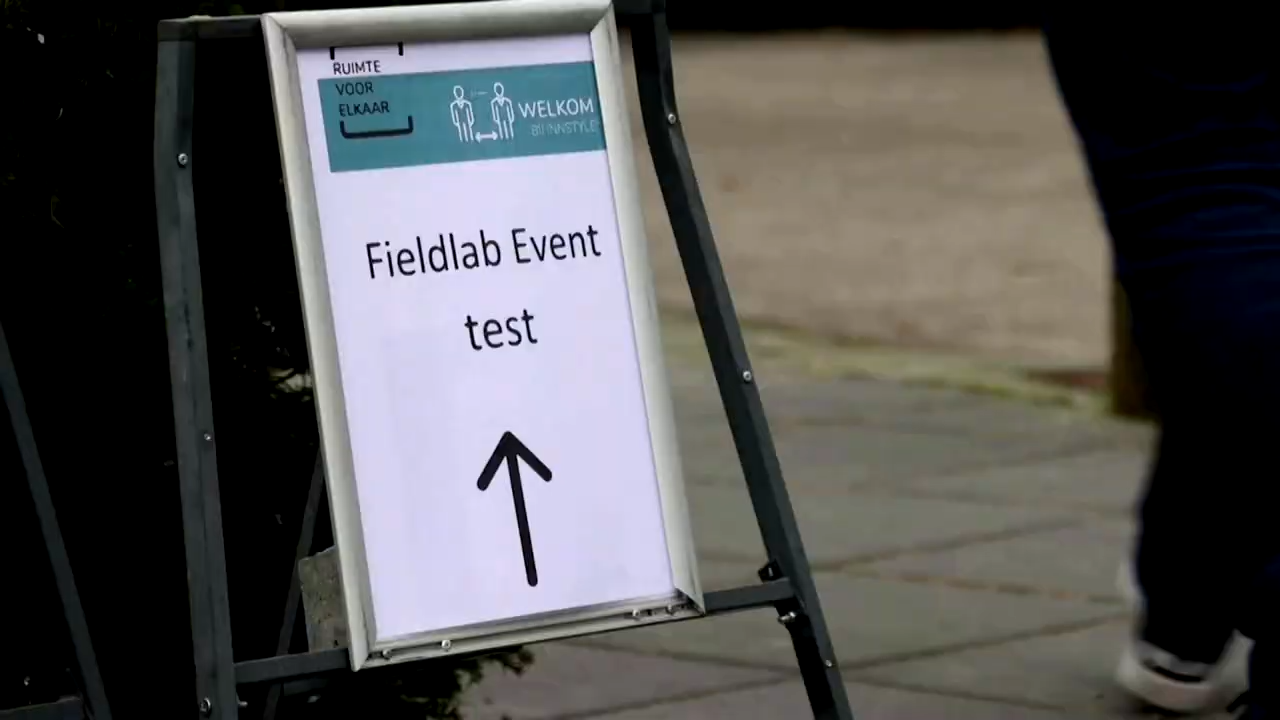 RUIMTE
VOOR
ELKAAR
WELKOM
BIJ INNSTYLE
Fieldlab Event
test